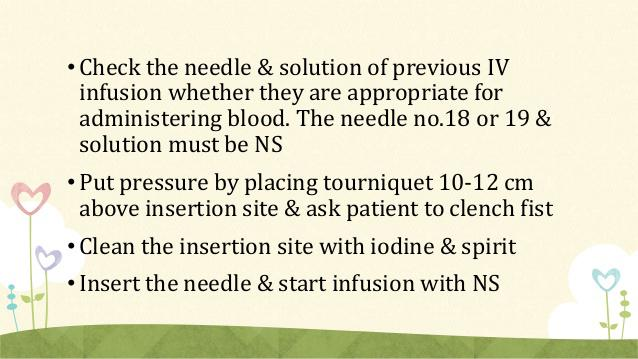 • Check the needle & solution of previous IV
infusion whether they are appropriate for
administering blood. The needle no.18 or 19 &
solution must be NS
• Put pressure by placing tourniquet 10-12 cm
above insertion site & ask patient to clench fist
• Clean the insertion site with iodine & spirit
• Insert the needle & start infusion with NS